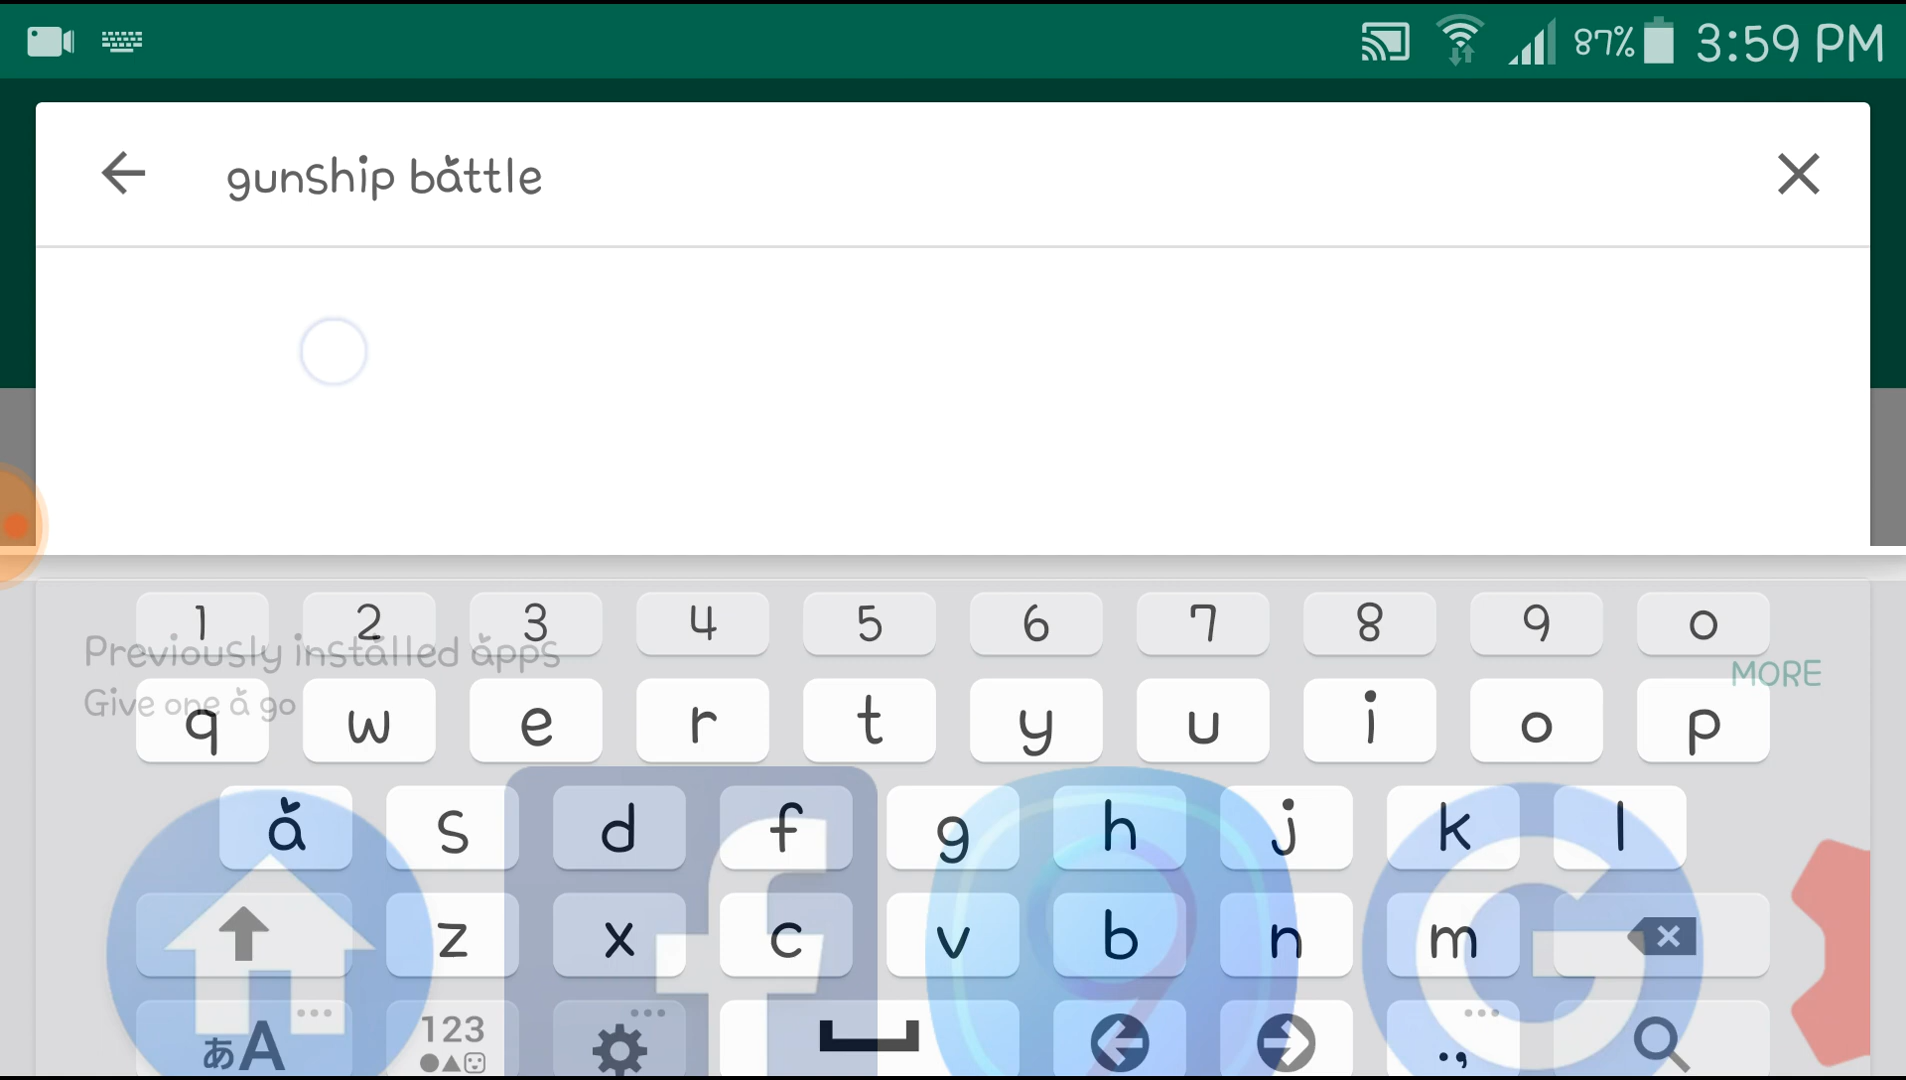 87% 3:59 PM
gunship battle
1 2 3 4 5 6 7 8 9 0
Previously installed apps
MORE
Give one a go
q w e r t y u i o p
a s d f g h j k l
z x c v b n m
あA 123 .,